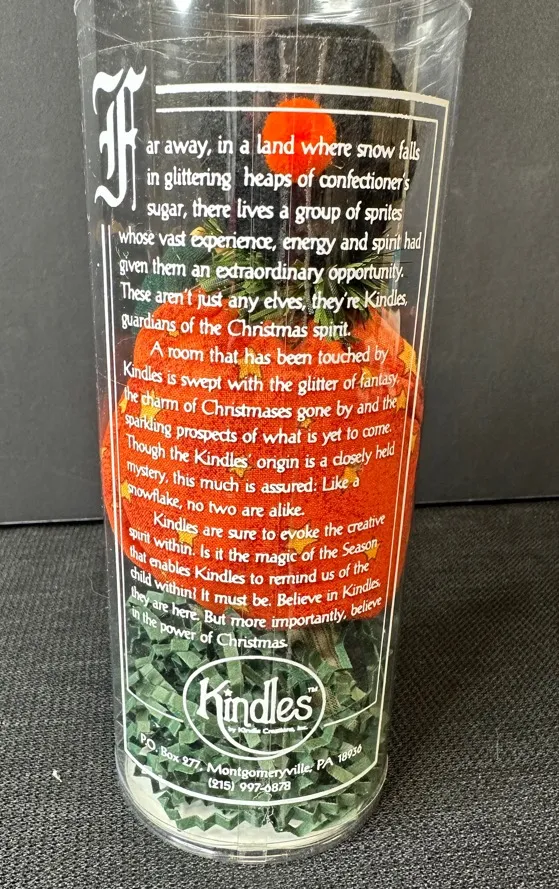 Far away, in a land where snow falls
in glittering heaps of confectioner's
sugar, there lives a group of sprites
whose vast experience, energy and spirit had
given them an extraordinary opportunity.
These aren't just any elves, they're Kindles,
guardians of the Christmas spirit.
A room that has been touched by
Kindles is swept with the glitter of fantasy,
the charm of Christmases gone by and the
sparkling prospects of what is yet to come.
Though the Kindles' origin is a closely held
mystery, this much is assured: Like a
snowflake, no two are alike.
Kindles are sure to evoke the creative
spirit within. Is it the magic of the Season
that enables Kindles to remind us of the
child within? It must be. Believe in Kindles,
they are here. But more importantly, believe
in the power of Christmas.
Kindles™
by Kindle Creations, Inc.
P.O. Box 277, Montgomeryville, PA 18936
(215) 997-6878